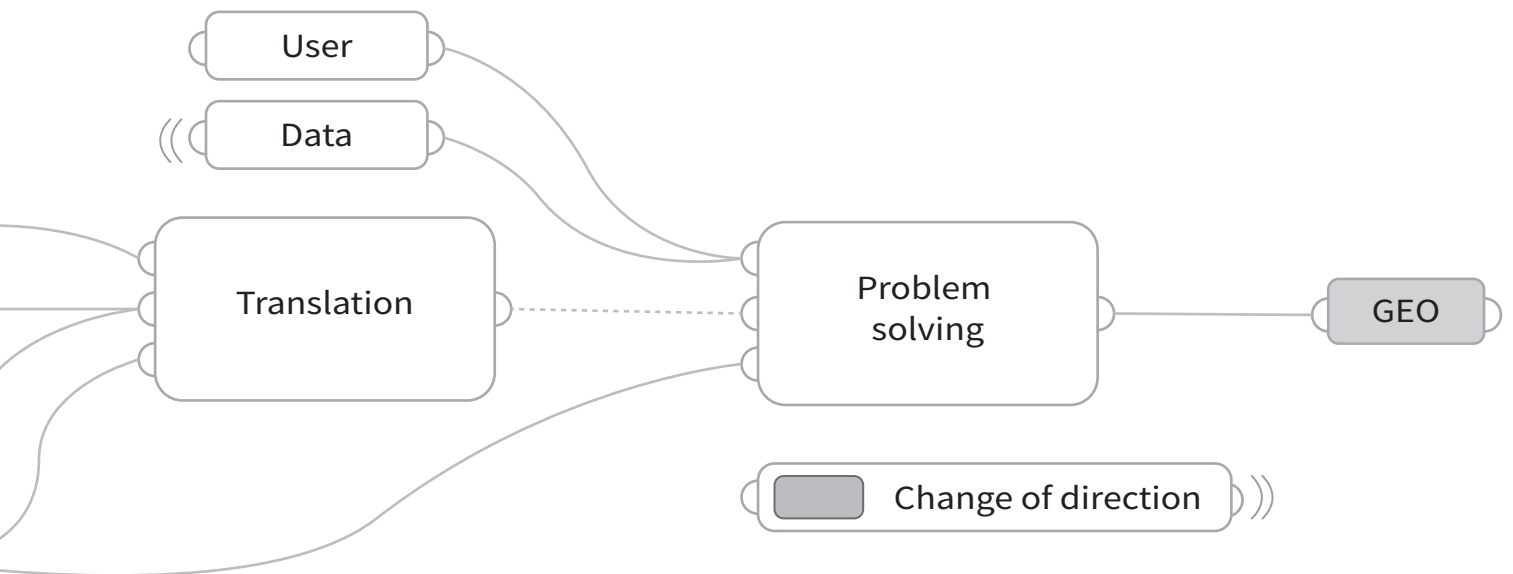 User
Data
Translation
Problem
solving
GEO
Change of direction